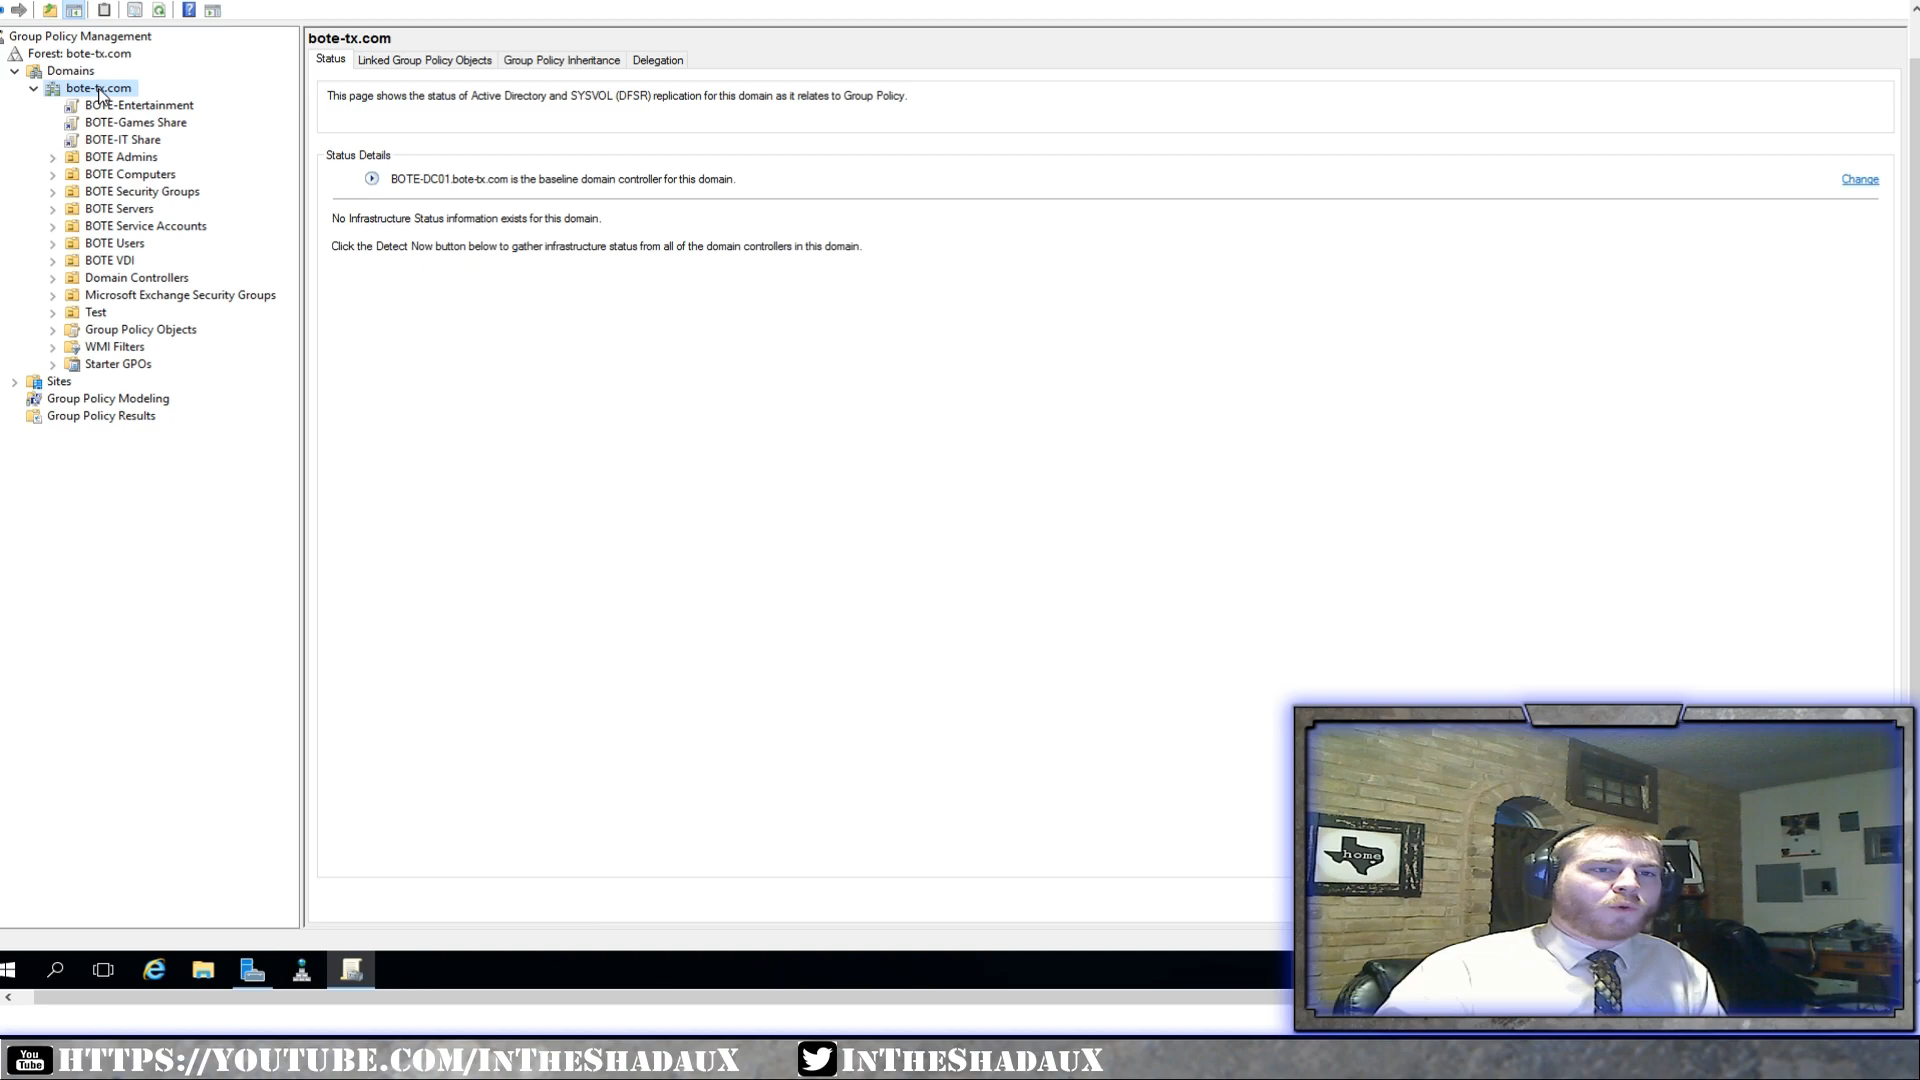 Group Policy Management
Forest: bote-tx.com
Domains
bote-tx.com
BOTE-Entertainment
BOTE-Games Share
BOTE-IT Share
BOTE Admins
BOTE Computers
BOTE Security Groups
BOTE Servers
BOTE Service Accounts
BOTE Users
BOTE VDI
Domain Controllers
Microsoft Exchange Security Groups
Test
Group Policy Objects
WMI Filters
Starter GPOs
Sites
Group Policy Modeling
Group Policy Results
bote-tx.com
Status Linked Group Policy Objects Group Policy Inheritance Delegation
This page shows the status of Active Directory and SYSVOL (DFSR) replication for this domain as it relates to Group Policy.
Status Details
BOTE-DC01.bote-tx.com is the baseline domain controller for this domain. Change
No Infrastructure Status information exists for this domain.
Click the Detect Now button below to gather infrastructure status from all of the domain controllers in this domain.
home
You Tube HTTPS://YOUTUBE.COM/INTHESHADAUX INTHESHADAUX